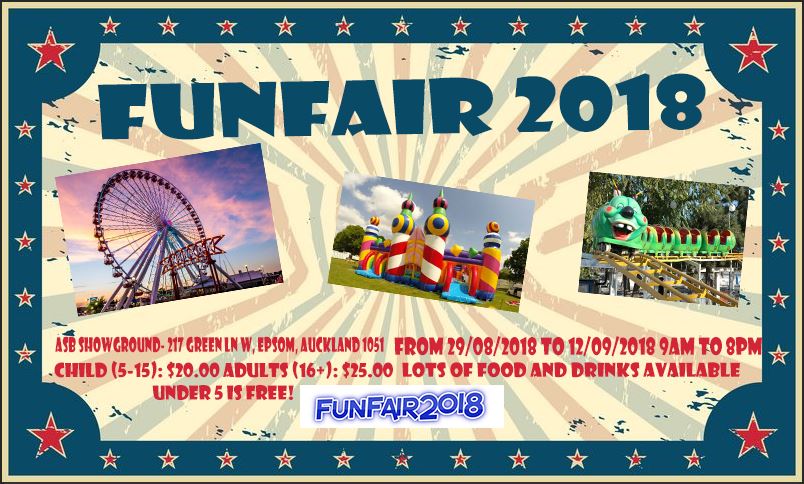 FUNFAIR 2018
ASB SHOWGROUND- 217 GREEN LN W, EPSOM, AUCKLAND 1051
FROM 29/08/2018 TO 12/09/2018 9AM TO 8PM
CHILD (5-15): $20.00 ADULTS (16+): $25.00
LOTS OF FOOD AND DRINKS AVAILABLE
UNDER 5 IS FREE!
FUNFAIR2018